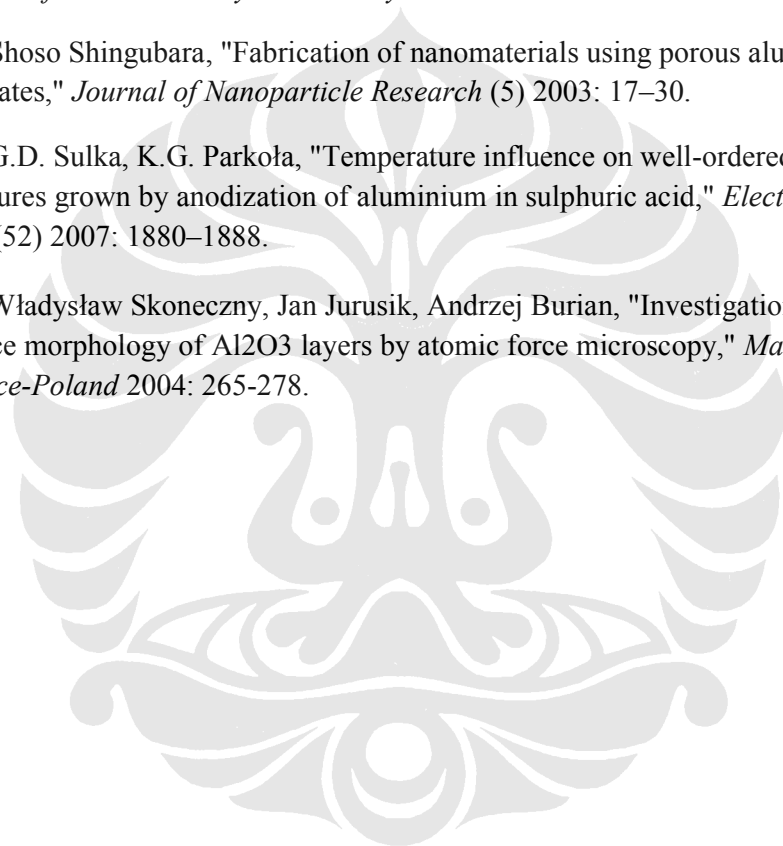 Shoso Shingubara, "Fabrication of nanomaterials using porous alu
ates," Journal of Nanoparticle Research (5) 2003: 17–30.
G.D. Sulka, K.G. Parkoła, "Temperature influence on well-ordered
ures grown by anodization of aluminium in sulphuric acid," Elect
(52) 2007: 1880–1888.
Władysław Skoneczny, Jan Jurusik, Andrzej Burian, "Investigation
ce morphology of Al2O3 layers by atomic force microscopy," Ma
ce-Poland 2004: 265-278.